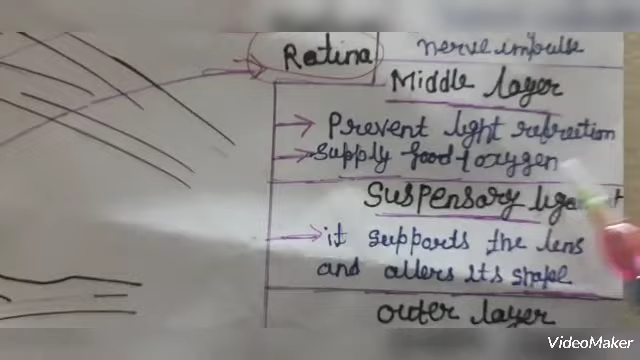 Retina
nerve impulse
Middle layer
Prevent light refraction
supply food & oxygen
Suspensory
it supports the lens
and alters its shape
outer layer
VideoMaker